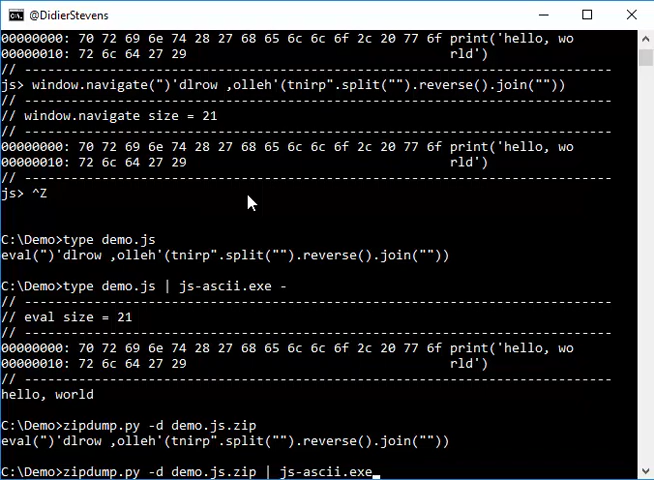 @DidierStevens
00000000: 70 72 69 6e 74 28 27 68 65 6c 6c 6f 2c 20 77 6f print('hello, wo
00000010: 72 6c 64 27 29 rld')
// ---------------------------------------------------------------------------
js> window.navigate(")'dlrow ,olleh'(tnirp".split("").reverse().join(""))
// ---------------------------------------------------------------------------
// window.navigate size = 21
// ---------------------------------------------------------------------------
00000000: 70 72 69 6e 74 28 27 68 65 6c 6c 6f 2c 20 77 6f print('hello, wo
00000010: 72 6c 64 27 29 rld')
// ---------------------------------------------------------------------------
js> ^Z
C:\Demo>type demo.js
eval(")'dlrow ,olleh'(tnirp".split("").reverse().join(""))
C:\Demo>type demo.js | js-ascii.exe -
// ---------------------------------------------------------------------------
// eval size = 21
// ---------------------------------------------------------------------------
00000000: 70 72 69 6e 74 28 27 68 65 6c 6c 6f 2c 20 77 6f print('hello, wo
00000010: 72 6c 64 27 29 rld')
// ---------------------------------------------------------------------------
hello, world
C:\Demo>zipdump.py -d demo.js.zip
eval(")'dlrow ,olleh'(tnirp".split("").reverse().join(""))
C:\Demo>zipdump.py -d demo.js.zip | js-ascii.exe